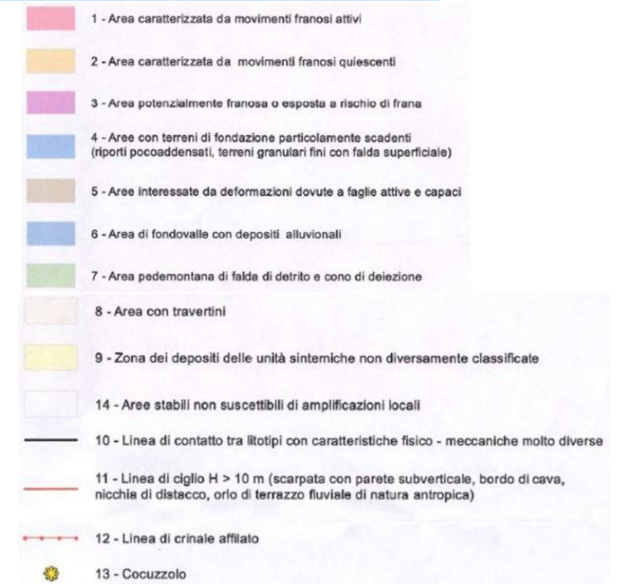 1 - Area caratterizzata da movimenti franosi attivi
2 - Area caratterizzata da movimenti franosi quiescenti
3 - Area potenzialmente franosa o esposta a rischio di frana
4 - Aree con terreni di fondazione particolarmente scadenti
(riporti pocoaddensati, terreni granulari fini con falda superficiale)
5 - Aree interessate da deformazioni dovute a faglie attive e capaci
6 - Area di fondovalle con depositi alluvionali
7 - Area pedemontana di falda di detrito e cono di deiezione
8 - Area con travertini
9 - Zona dei depositi delle unità sintemiche non diversamente classificate
14 - Aree stabili non suscettibili di amplificazioni locali
10 - Linea di contatto tra litotipi con caratteristiche fisico - meccaniche molto diverse
11 - Linea di ciglio H > 10 m (scarpata con parete subverticale, bordo di cava,
nicchia di distacco, orlo di terrazzo fluviale di natura antropica)
12 - Linea di crinale affilato
13 - Cocuzzolo